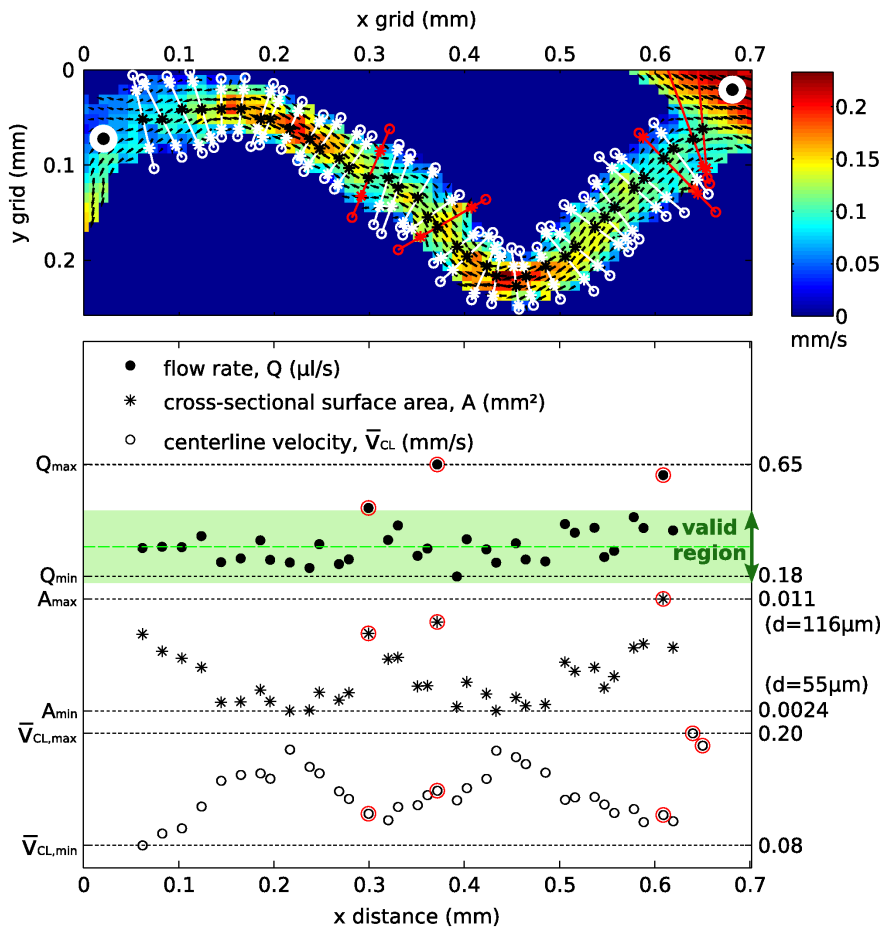 x grid (mm)
0 0.1 0.2 0.3 0.4 0.5 0.6 0.7
0
0.1
0.2
y grid (mm)
0.2
0.15
0.1
0.05
0
mm/s
flow rate, Q (µl/s)
cross-sectional surface area, A (mm²)
centerline velocity, V̅CL (mm/s)
Qmax 0.65
valid
region
Qmin 0.18
Amax 0.011
(d=116µm)
(d=55µm)
Amin 0.0024
V̅CL,max 0.20
V̅CL,min 0.08
0 0.1 0.2 0.3 0.4 0.5 0.6 0.7
x distance (mm)